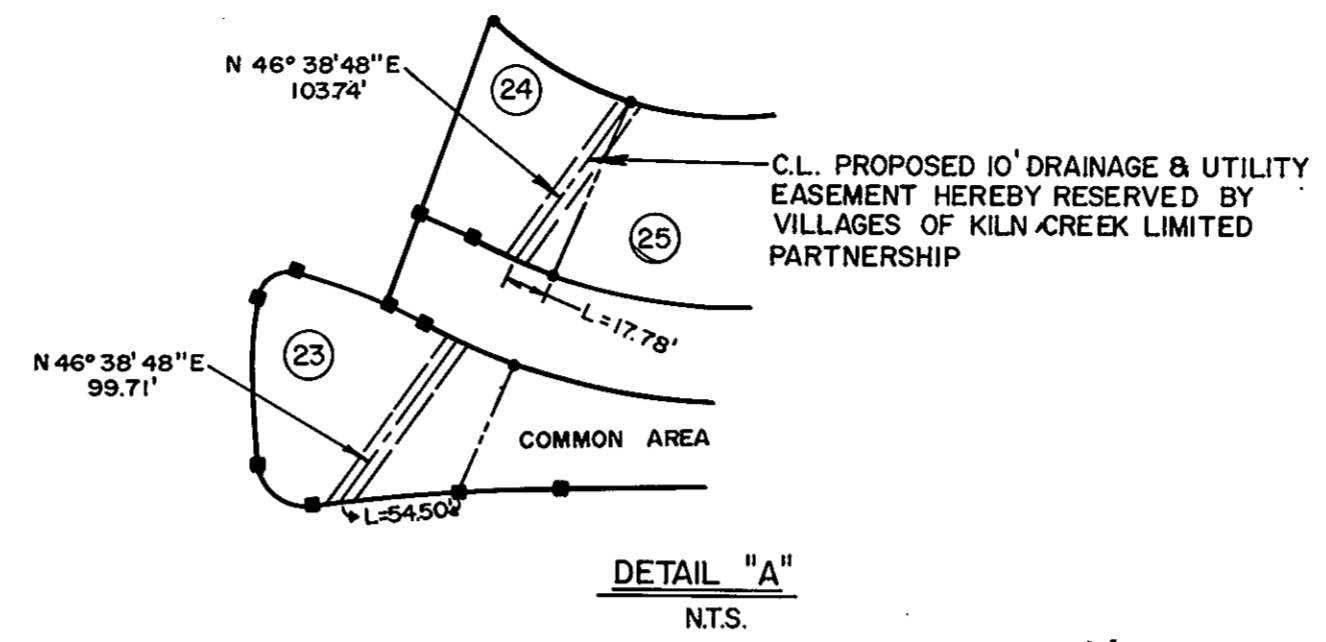 N 46° 38' 48" E
103.74'
24
C.L. PROPOSED 10' DRAINAGE & UTILITY
EASEMENT HEREBY RESERVED BY
VILLAGES OF KILN CREEK LIMITED
PARTNERSHIP
25
L=17.78'
23
N 46° 38' 48" E
99.71'
COMMON AREA
L=54.50'
DETAIL "A"
N.T.S.